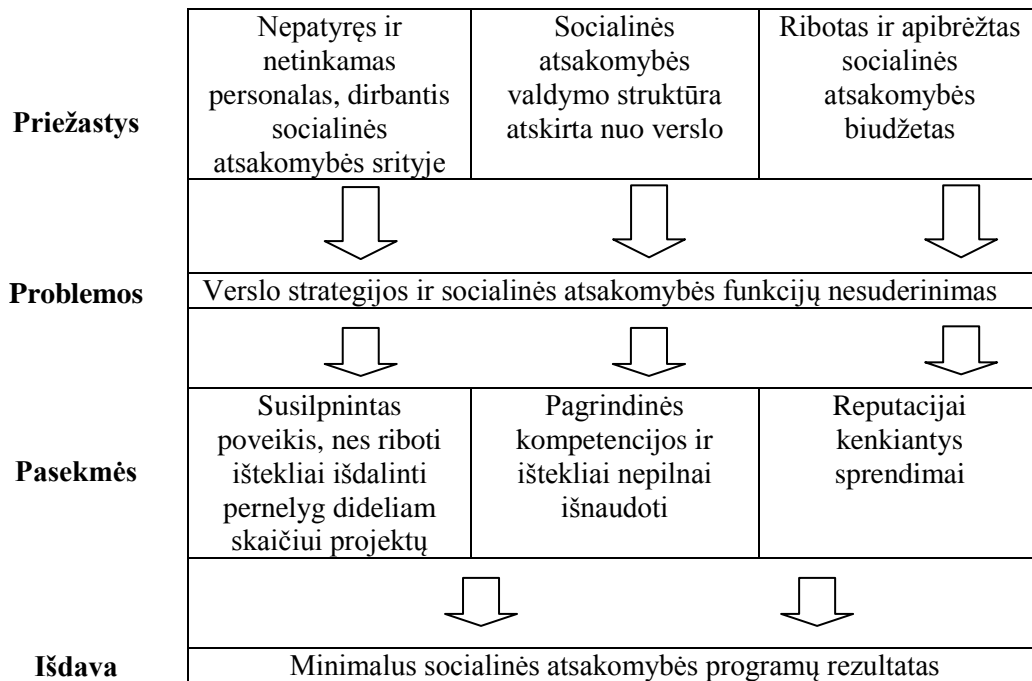 Priežastys
Nepatyręs ir
netinkamas
personalas, dirbantis
socialinės
atsakomybės srityje
Socialinės
atsakomybės
valdymo struktūra
atskirta nuo verslo
Ribotas ir apibrėžtas
socialinės
atsakomybės
biudžetas
Problemos
Verslo strategijos ir socialinės atsakomybės funkcijų nesuderinimas
Pasekmės
Susilpnintas
poveikis, nes riboti
ištekliai išdalinti
pernelyg dideliam
skaičiui projektų
Pagrindinės
kompetencijos ir
ištekliai nepilnai
išnaudoti
Reputacijai
kenkiantys
sprendimai
Išdava
Minimalus socialinės atsakomybės programų rezultatas